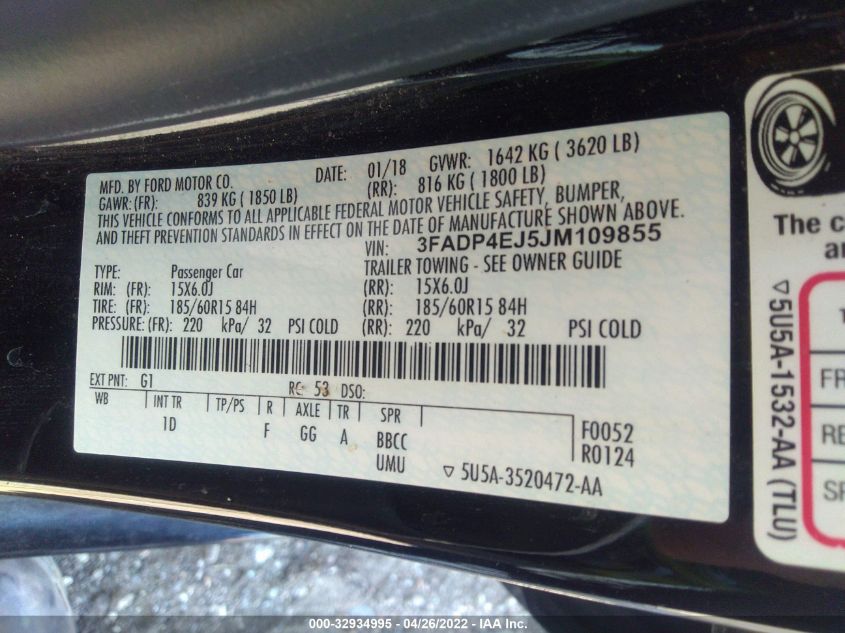 MFD. BY FORD MOTOR CO. DATE: 01/18 GVWR: 1642 KG ( 3620 LB)
GAWR: (FR): 839 KG ( 1850 LB) (RR): 816 KG ( 1800 LB)
THIS VEHICLE CONFORMS TO ALL APPLICABLE FEDERAL MOTOR VEHICLE SAFETY, BUMPER,
AND THEFT PREVENTION STANDARDS IN EFFECT ON THE DATE OF MANUFACTURE SHOWN ABOVE.
VIN: 3FADP4EJ5JM109855
TYPE: Passenger Car TRAILER TOWING - SEE OWNER GUIDE
RIM: (FR): 15X6.0J (RR): 15X6.0J
TIRE: (FR): 185/60R15 84H (RR): 185/60R15 84H
PRESSURE: (FR): 220 kPa/ 32 PSI COLD (RR): 220 kPa/ 32 PSI COLD
EXT PNT: G1 RC: 53 DSO:
WB INT TR TP/PS R AXLE TR SPR
1D F GG A BBCC F0052
UMU R0124
▽ 5U5A-3520472-AA
The c
an
▽5U5A-1532-AA (TLU)
T
FR
RE
SP
000-32934995 - 04/26/2022 - IAA Inc.